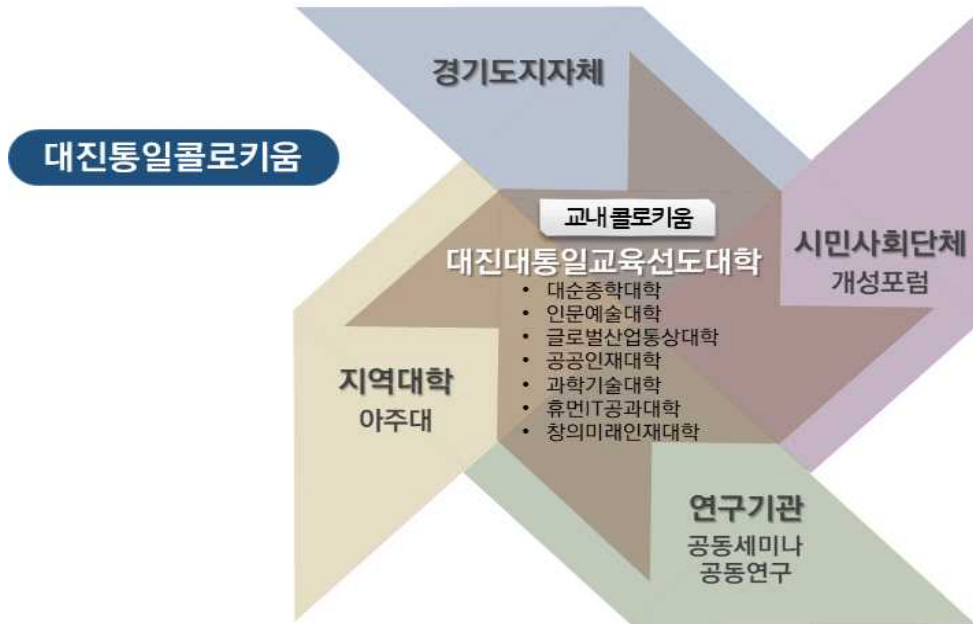 경기도지자체
대진통일콜로키움
교내 콜로키움
대진대통일교육선도대학
• 대순종학대학
• 인문예술대학
• 글로벌산업통상대학
• 공공인재대학
• 과학기술대학
• 휴먼IT공과대학
• 창의미래인재대학
시민사회단체
개성포럼
지역대학
아주대
연구기관
공동세미나
공동연구